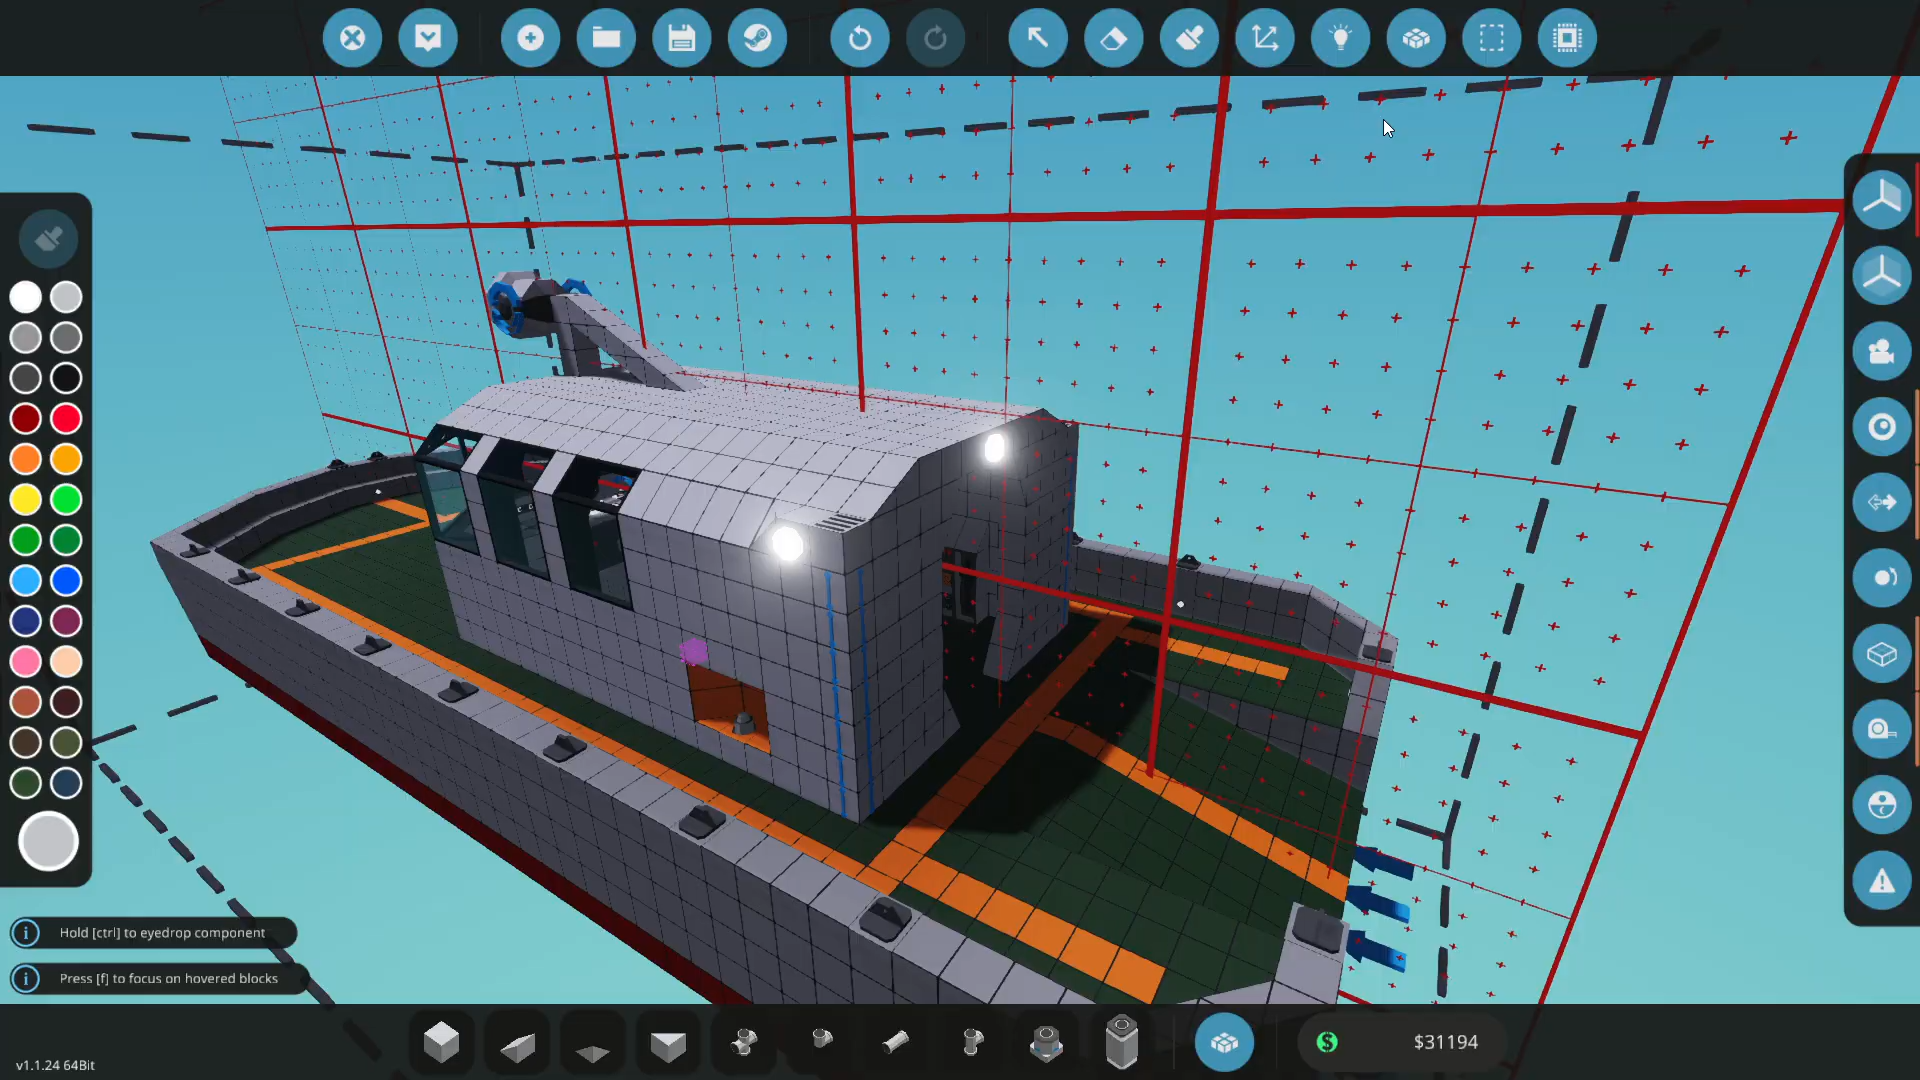 Hold [ctrl] to eyedrop component
Press [f] to focus on hovered blocks
v1.1.24 64Bit
$31194